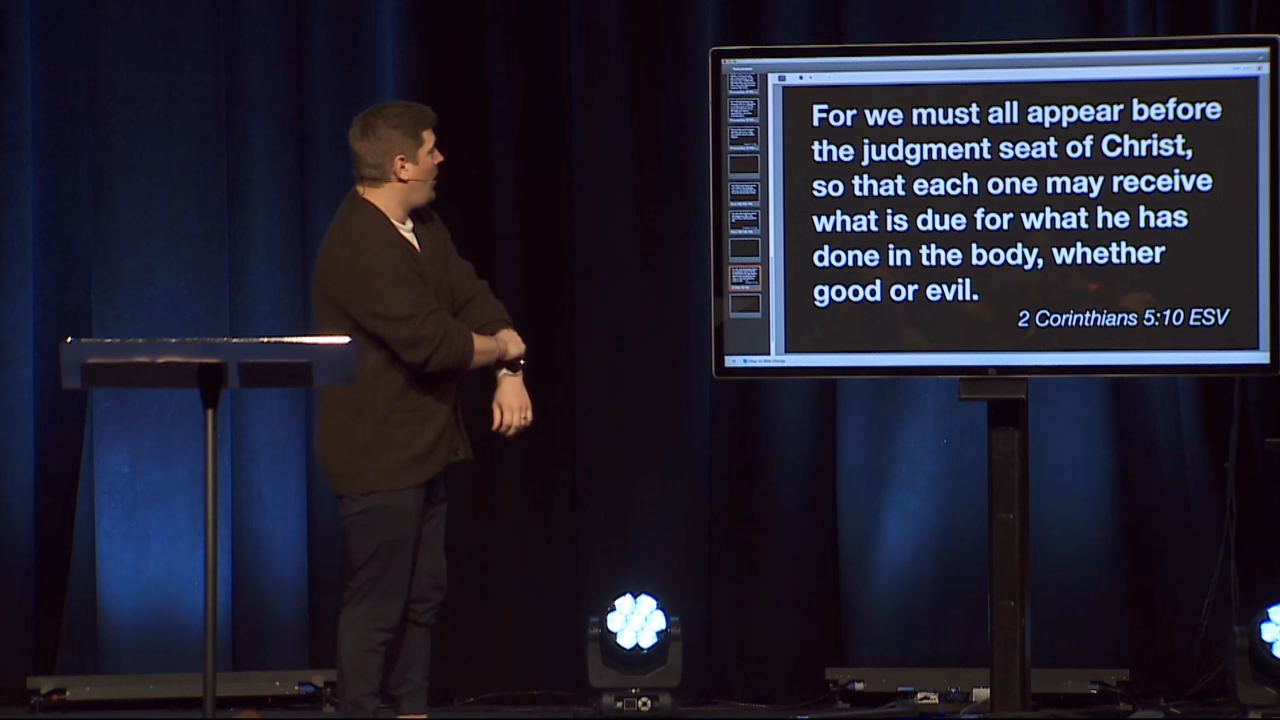 For we must all appear before
the judgment seat of Christ,
so that each one may receive
what is due for what he has
done in the body, whether
good or evil.
2 Corinthians 5:10 ESV